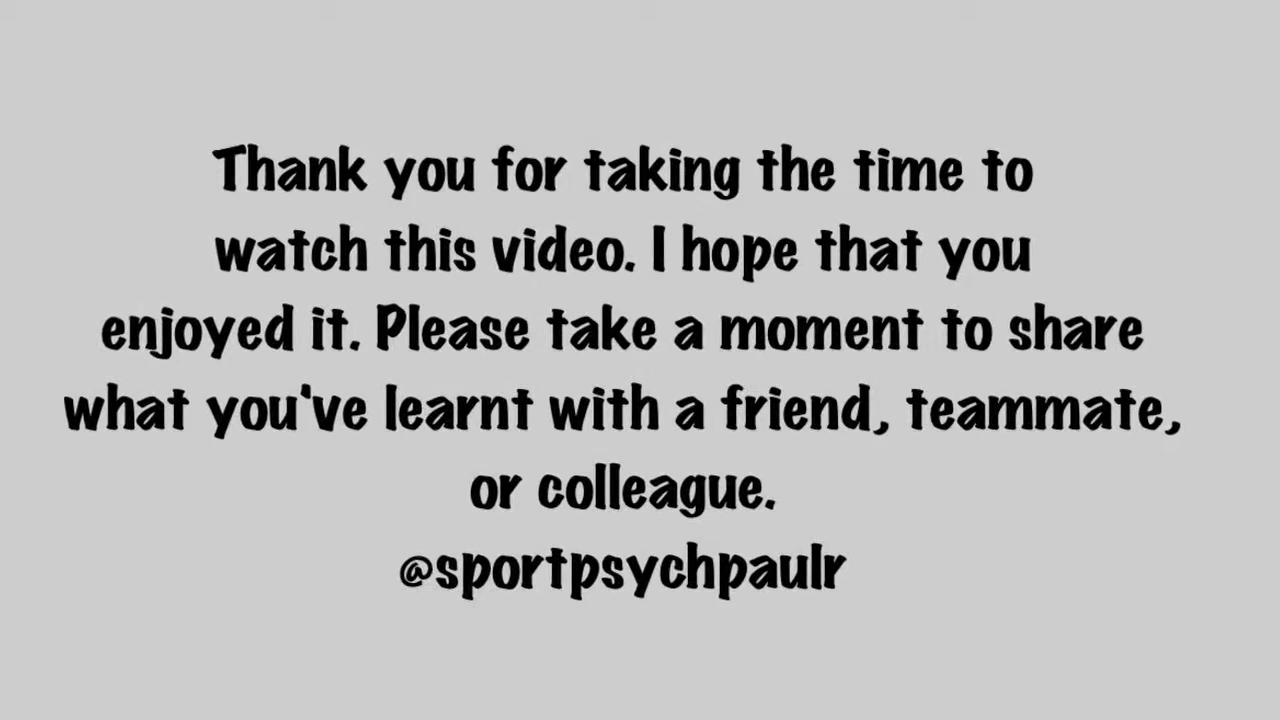 Thank you for taking the time to
watch this video. I hope that you
enjoyed it. Please take a moment to share
what you've learnt with a friend, teammate,
or colleague.
@sportpsychpaulr